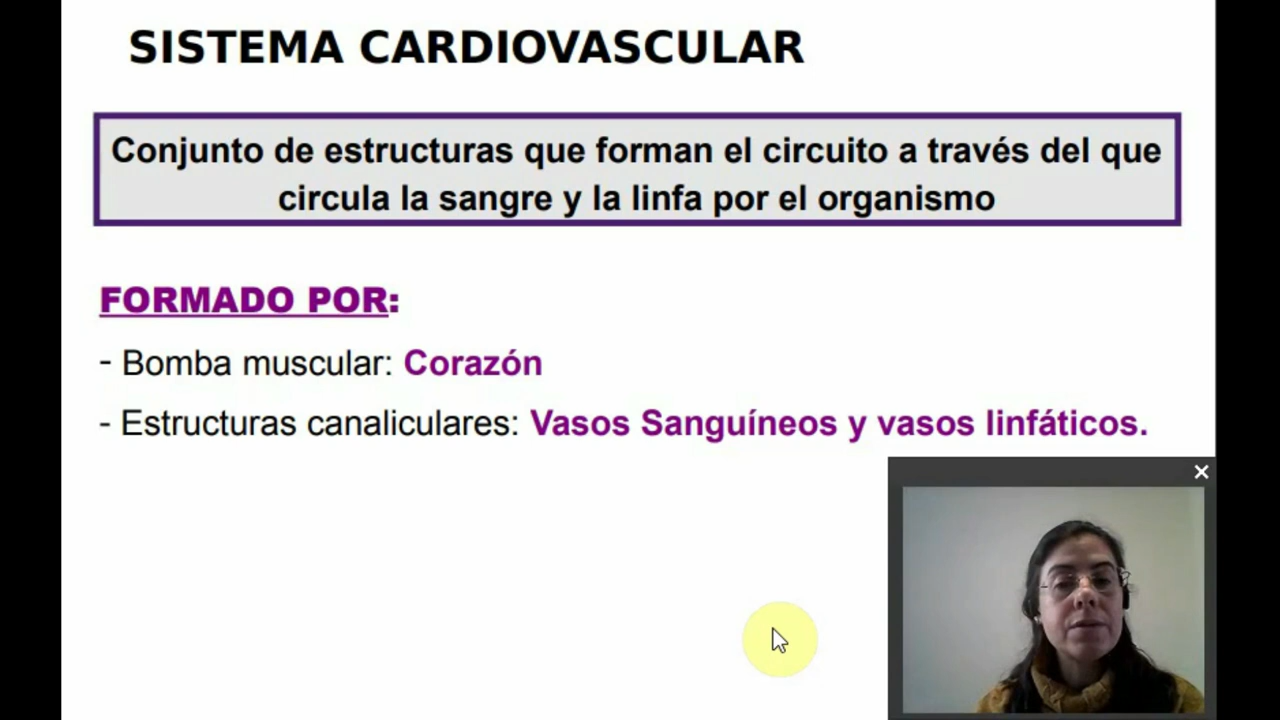 SISTEMA CARDIOVASCULAR
Conjunto de estructuras que forman el circuito a través del que
circula la sangre y la linfa por el organismo
FORMADO POR:
- Bomba muscular: Corazón
- Estructuras canaliculares: Vasos Sanguíneos y vasos linfáticos.